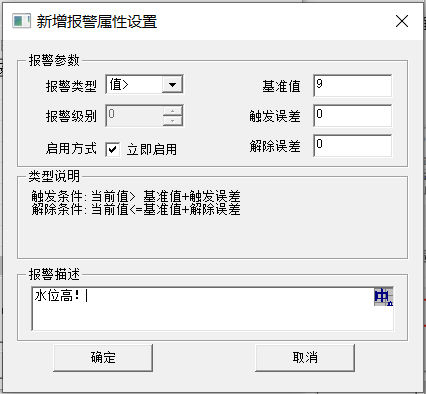 新增报警属性设置
报警参数
报警类型 值>
基准值 9
报警级别 0
触发误差 0
启用方式 立即启用
解除误差 0
类型说明
触发条件:当前值> 基准值+触发误差
解除条件:当前值<=基准值+解除误差
报警描述
水位高!
中
确定 取消